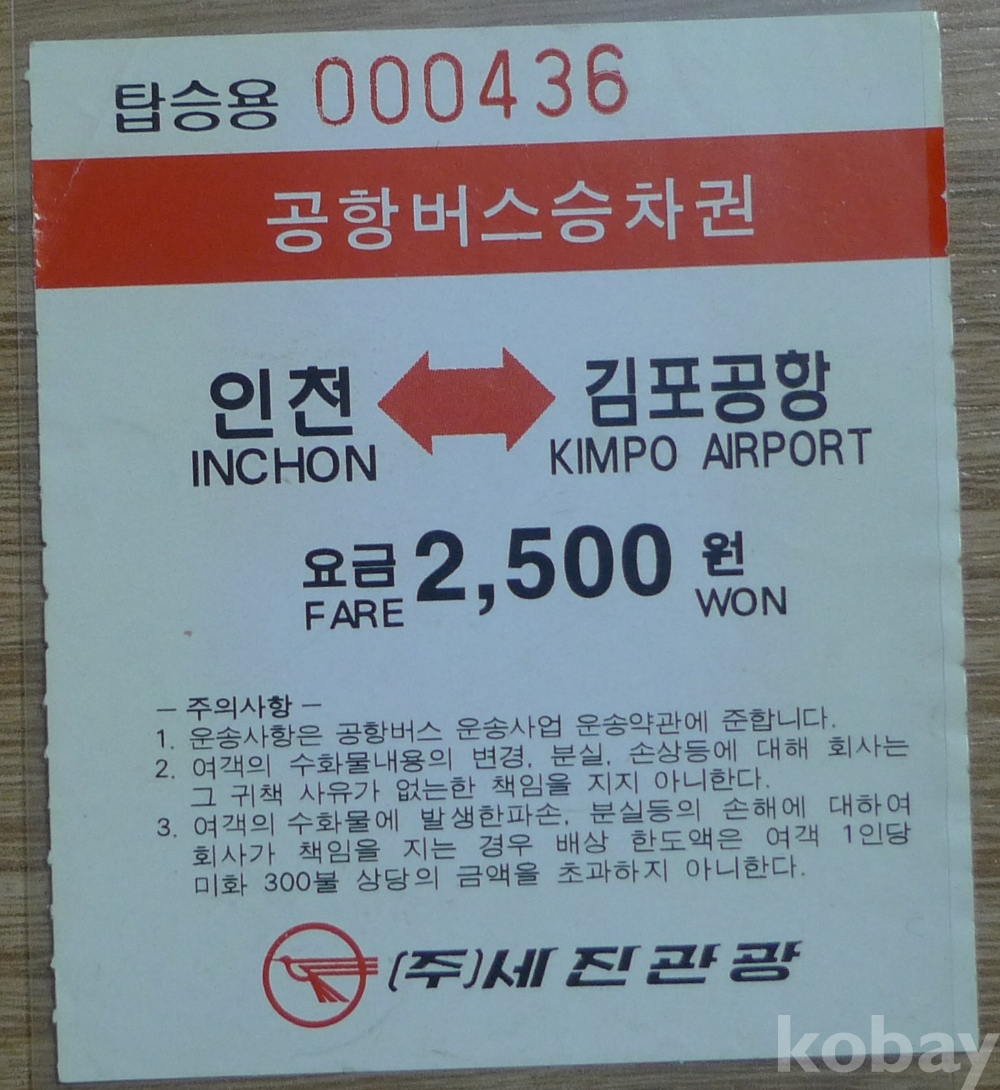 탑승용 000436
공항버스승차권
인천 김포공항
INCHON KIMPO AIRPORT
요금 2,500 원
FARE WON
- 주의사항 -
1. 운송사항은 공항버스 운송사업 운송약관에 준합니다.
2. 여객의 수화물내용의 변경, 분실, 손상등에 대해 회사는
그 귀책 사유가 없는한 책임을 지지 아니한다.
3. 여객의 수화물에 발생한파손, 분실등의 손해에 대하여
회사가 책임을 지는 경우 배상 한도액은 여객 1인당
미화 300불 상당의 금액을 초과하지 아니한다.
(주)세진관광
kobay